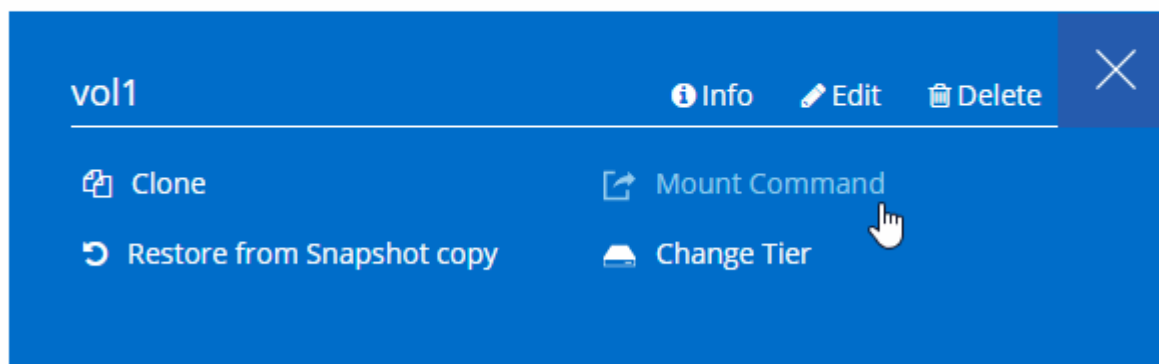 vol1 Info Edit Delete
Clone Mount Command
Restore from Snapshot copy Change Tier